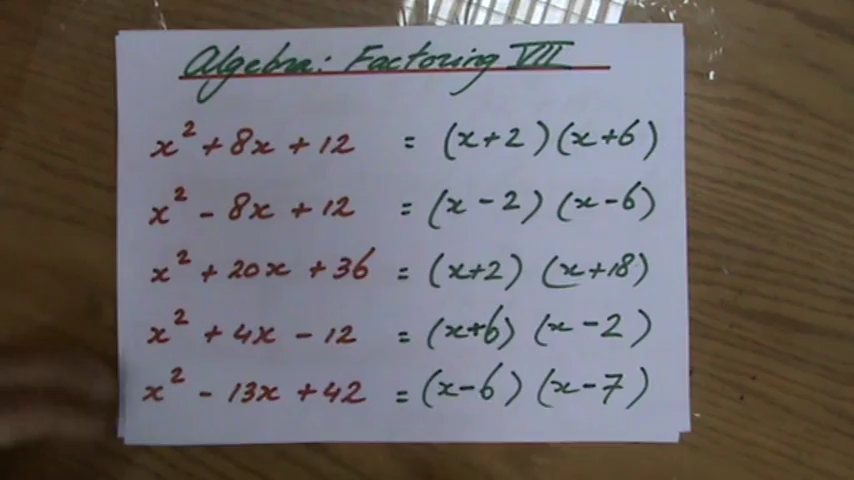 Algebra: Factoring VII
x² + 8x + 12 = (x+2)(x+6)
x² - 8x + 12 = (x-2)(x-6)
x² + 20x + 36 = (x+2)(x+18)
x² + 4x - 12 = (x+6)(x-2)
x² - 13x + 42 = (x-6)(x-7)